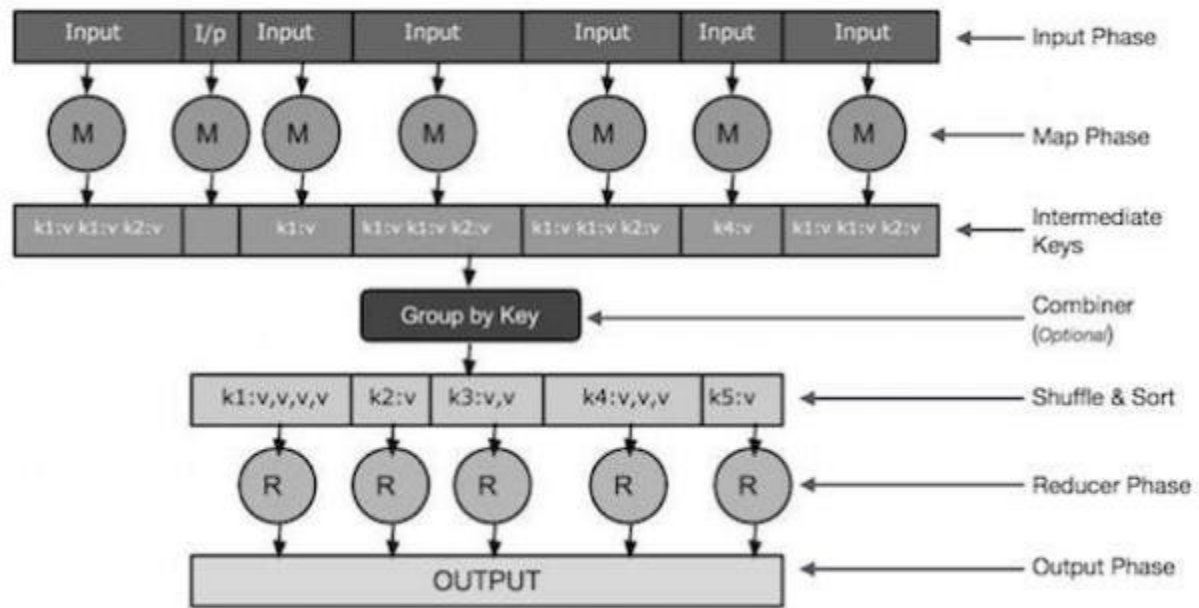 Input I/p Input Input Input Input Input
Input Phase
M M M M M M M
Map Phase
k1:v k1:v k2:v k1:v k1:v k1:v k2:v k1:v k1:v k2:v k4:v k1:v k1:v k2:v
Intermediate
Keys
Group by Key
Combiner
(Optional)
k1:v,v,v,v k2:v k3:v,v k4:v,v,v k5:v
Shuffle & Sort
R R R R R
Reducer Phase
OUTPUT
Output Phase